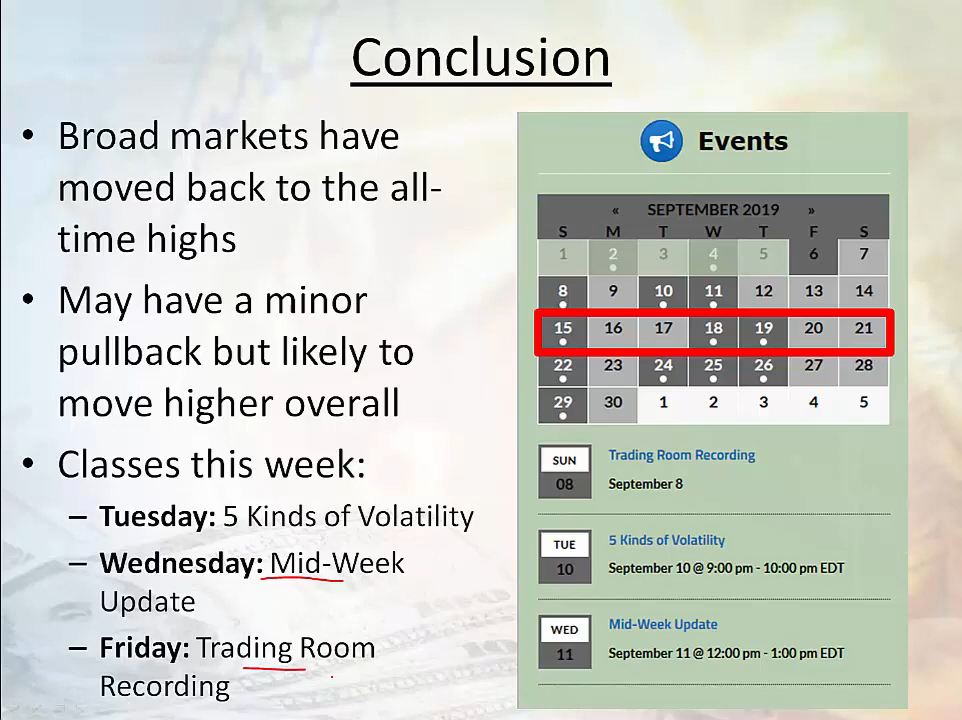 Conclusion
• Broad markets have
moved back to the all-
time highs
• May have a minor
pullback but likely to
move higher overall
• Classes this week:
– Tuesday: 5 Kinds of Volatility
– Wednesday: Mid-Week
Update
– Friday: Trading Room
Recording
Events
« SEPTEMBER 2019 »
S M T W T F S
1 2 3 4 5 6 7
8 9 10 11 12 13 14
15 16 17 18 19 20 21
22 23 24 25 26 27 28
29 30 1 2 3 4 5
SUN
08
Trading Room Recording
September 8
TUE
10
5 Kinds of Volatility
September 10 @ 9:00 pm - 10:00 pm EDT
WED
11
Mid-Week Update
September 11 @ 12:00 pm - 1:00 pm EDT